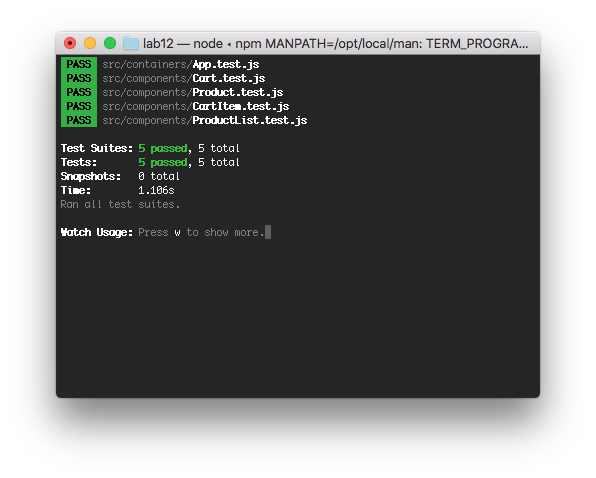 lab12 — node ◂ npm MANPATH=/opt/local/man: TERM_PROGRA...
PASS src/containers/App.test.js
PASS src/components/Cart.test.js
PASS src/components/Product.test.js
PASS src/components/CartItem.test.js
PASS src/components/ProductList.test.js
Test Suites: 5 passed, 5 total
Tests: 5 passed, 5 total
Snapshots: 0 total
Time: 1.106s
Ran all test suites.
Watch Usage: Press w to show more.